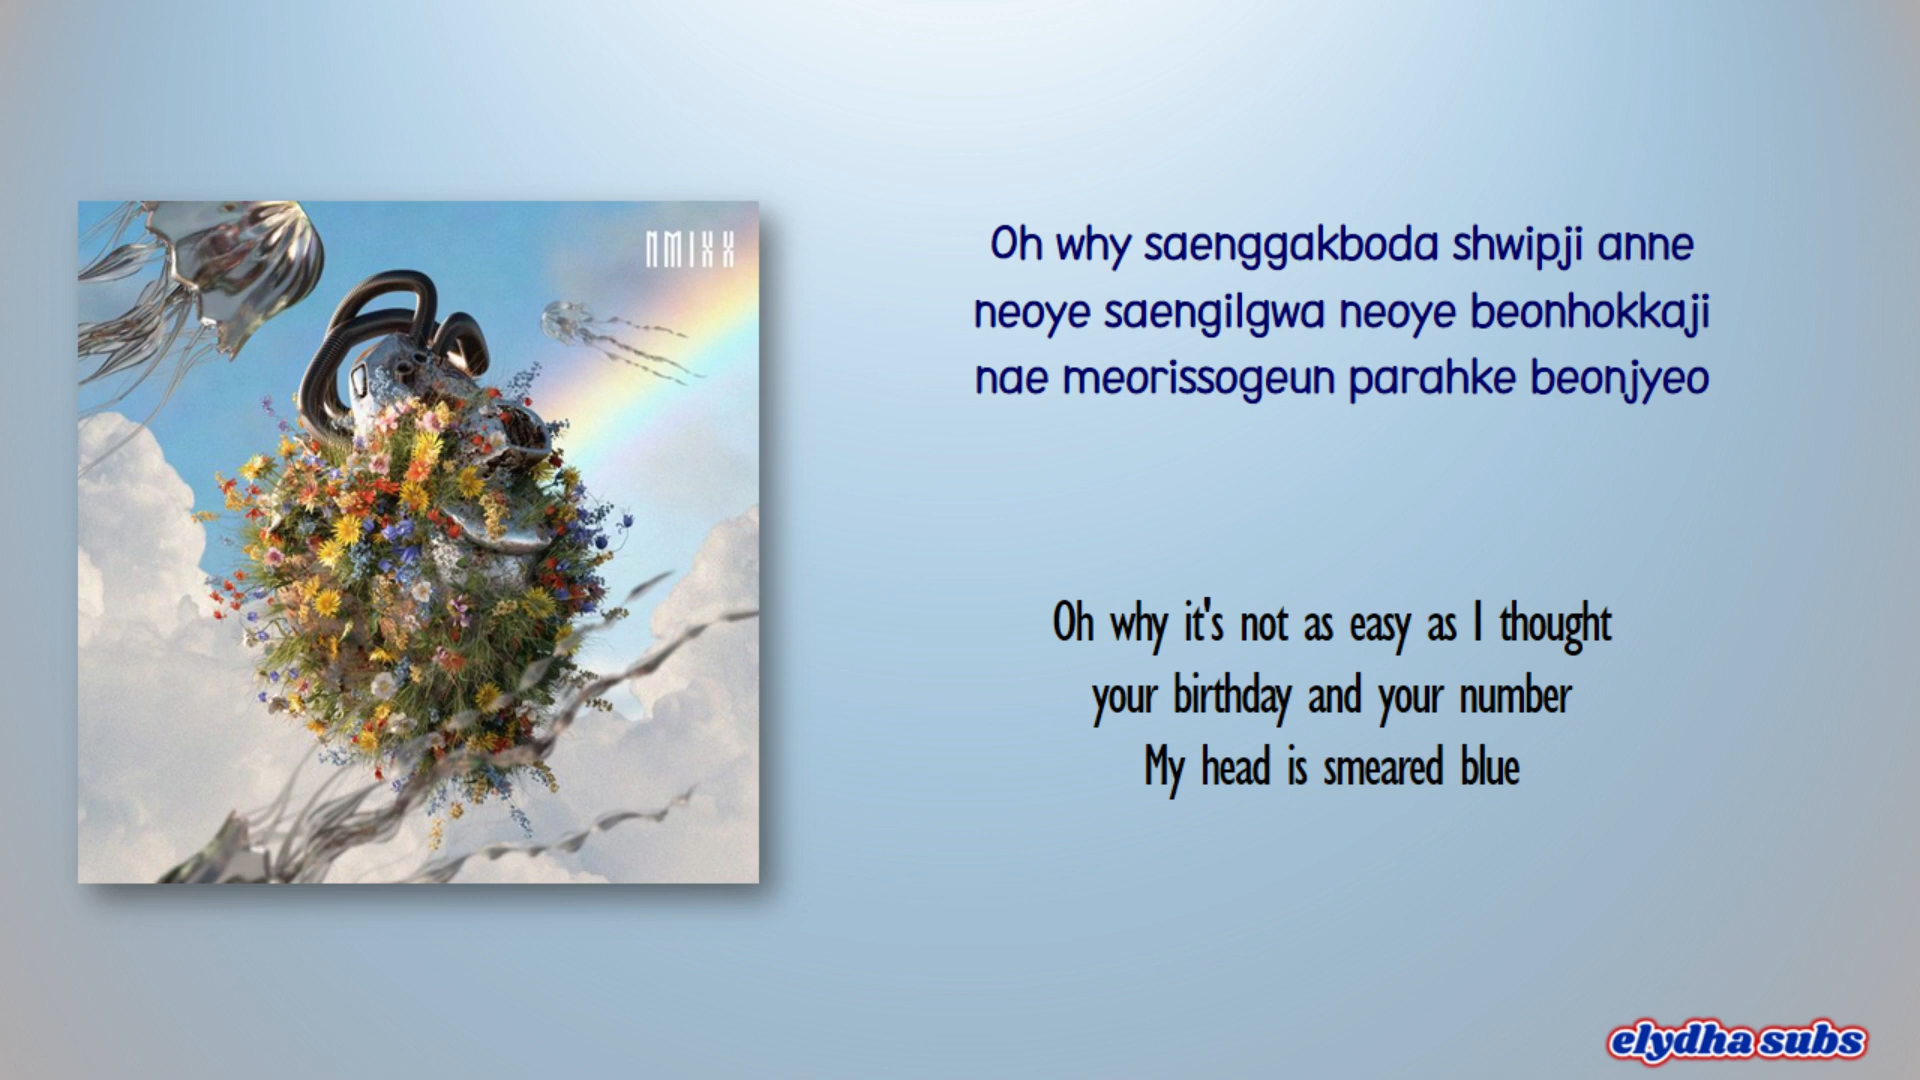 NMIXX
Oh why saenggakboda shwipji anne
neoye saengilgwa neoye beonhokkaji
nae meorissogeun parahke beonjyeo
Oh why it's not as easy as I thought
your birthday and your number
My head is smeared blue
elydha subs